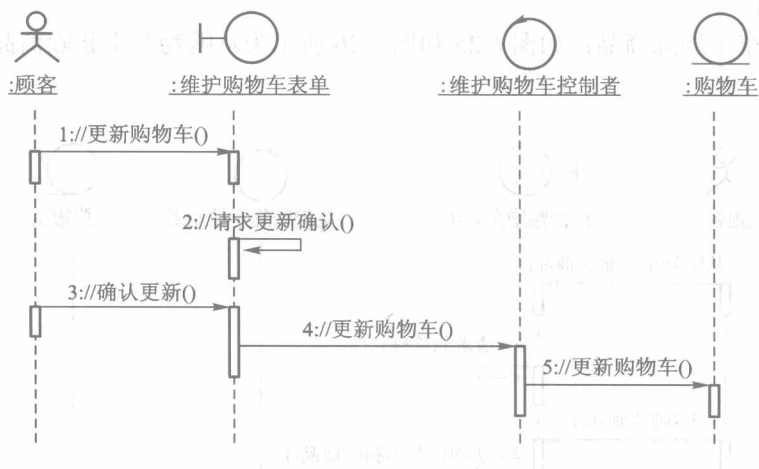 :顾客
:维护购物车表单
:维护购物车控制者
:购物车
1://更新购物车()
2://请求更新确认()
3://确认更新()
4://更新购物车()
5://更新购物车()